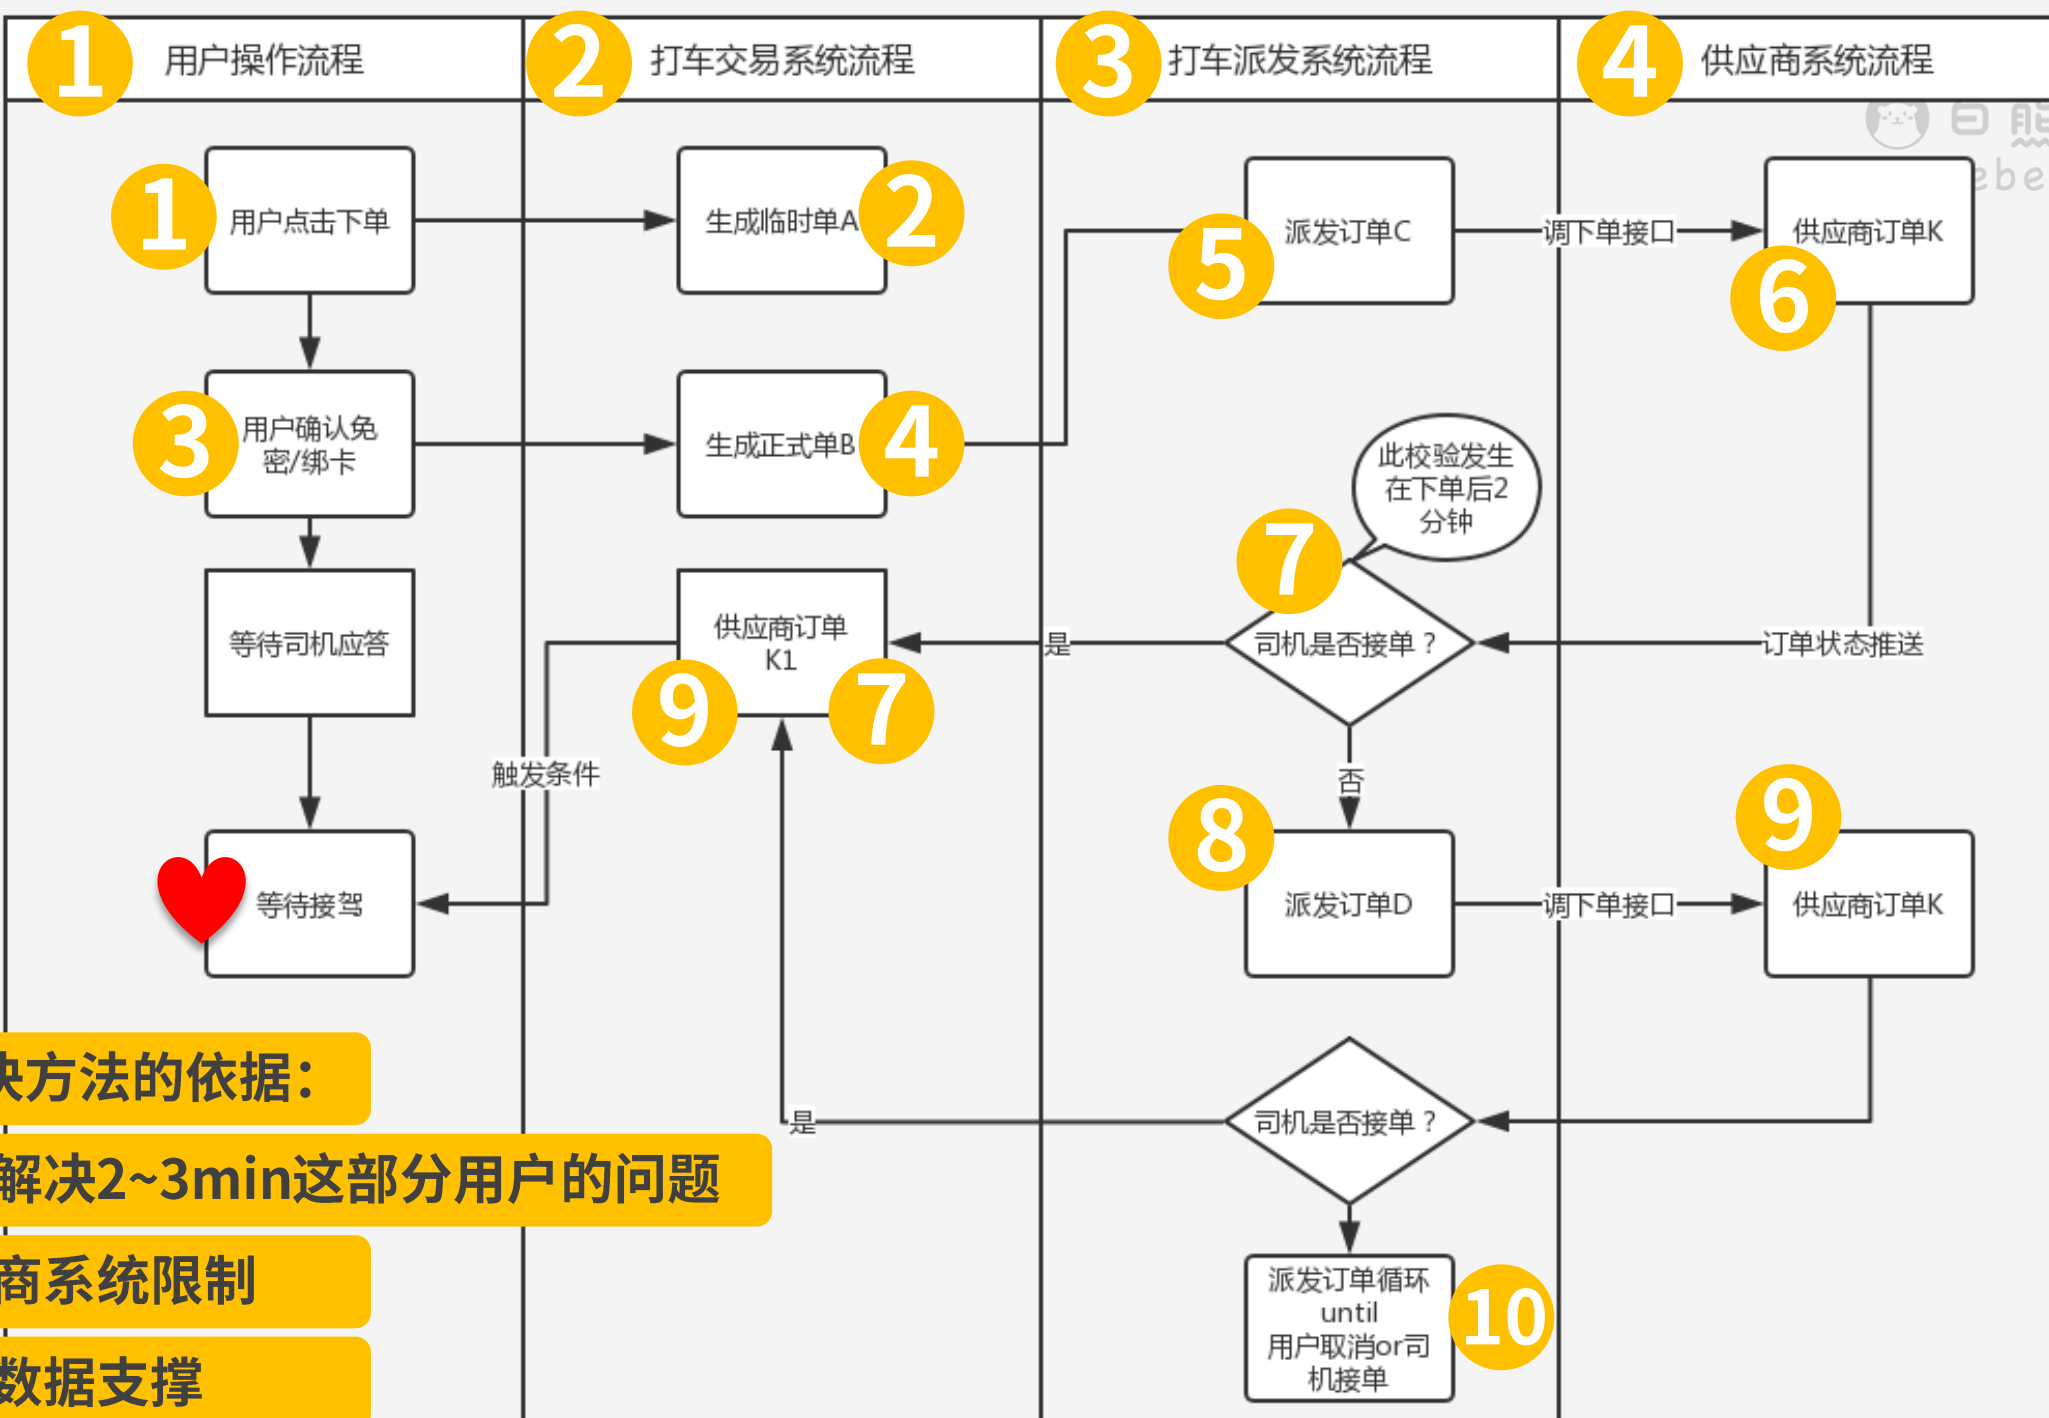 1 用户操作流程
2 打车交易系统流程
3 打车派发系统流程
4 供应商系统流程
1
用户点击下单
生成临时单A
2
5
派发订单C
调下单接口
供应商订单K
6
3
用户确认免
密/绑卡
生成正式单B
4
此校验发生
在下单后2
分钟
7
等待司机应答
供应商订单
K1
9
7
是
司机是否接单？
订单状态推送
触发条件
否
8
派发订单D
调下单接口
9
供应商订单K
等待接驾
方法的依据：
是
司机是否接单？
解决2~3min这部分用户的问题
商系统限制
数据支撑
派发订单循环
until
用户取消or司
机接单
10